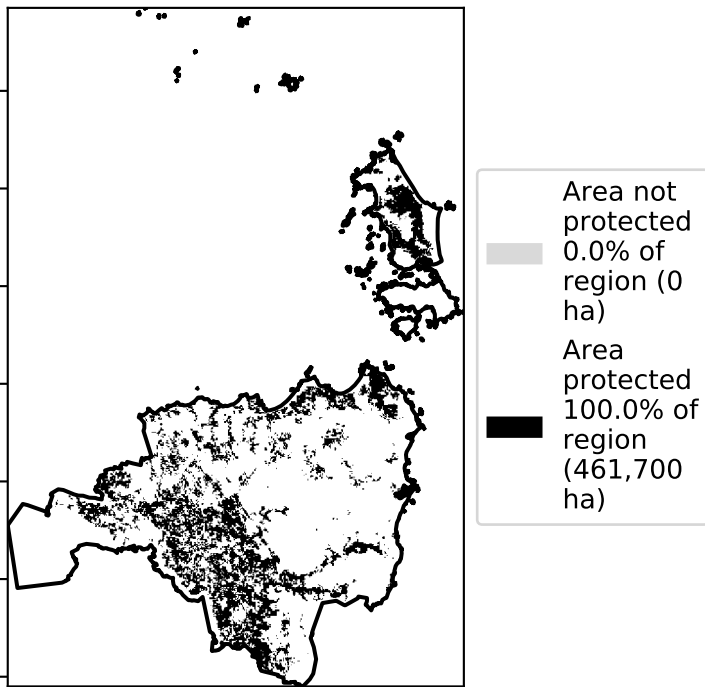 Area not
protected
0.0% of
region (0
ha)
Area
protected
100.0% of
region
(461,700
ha)